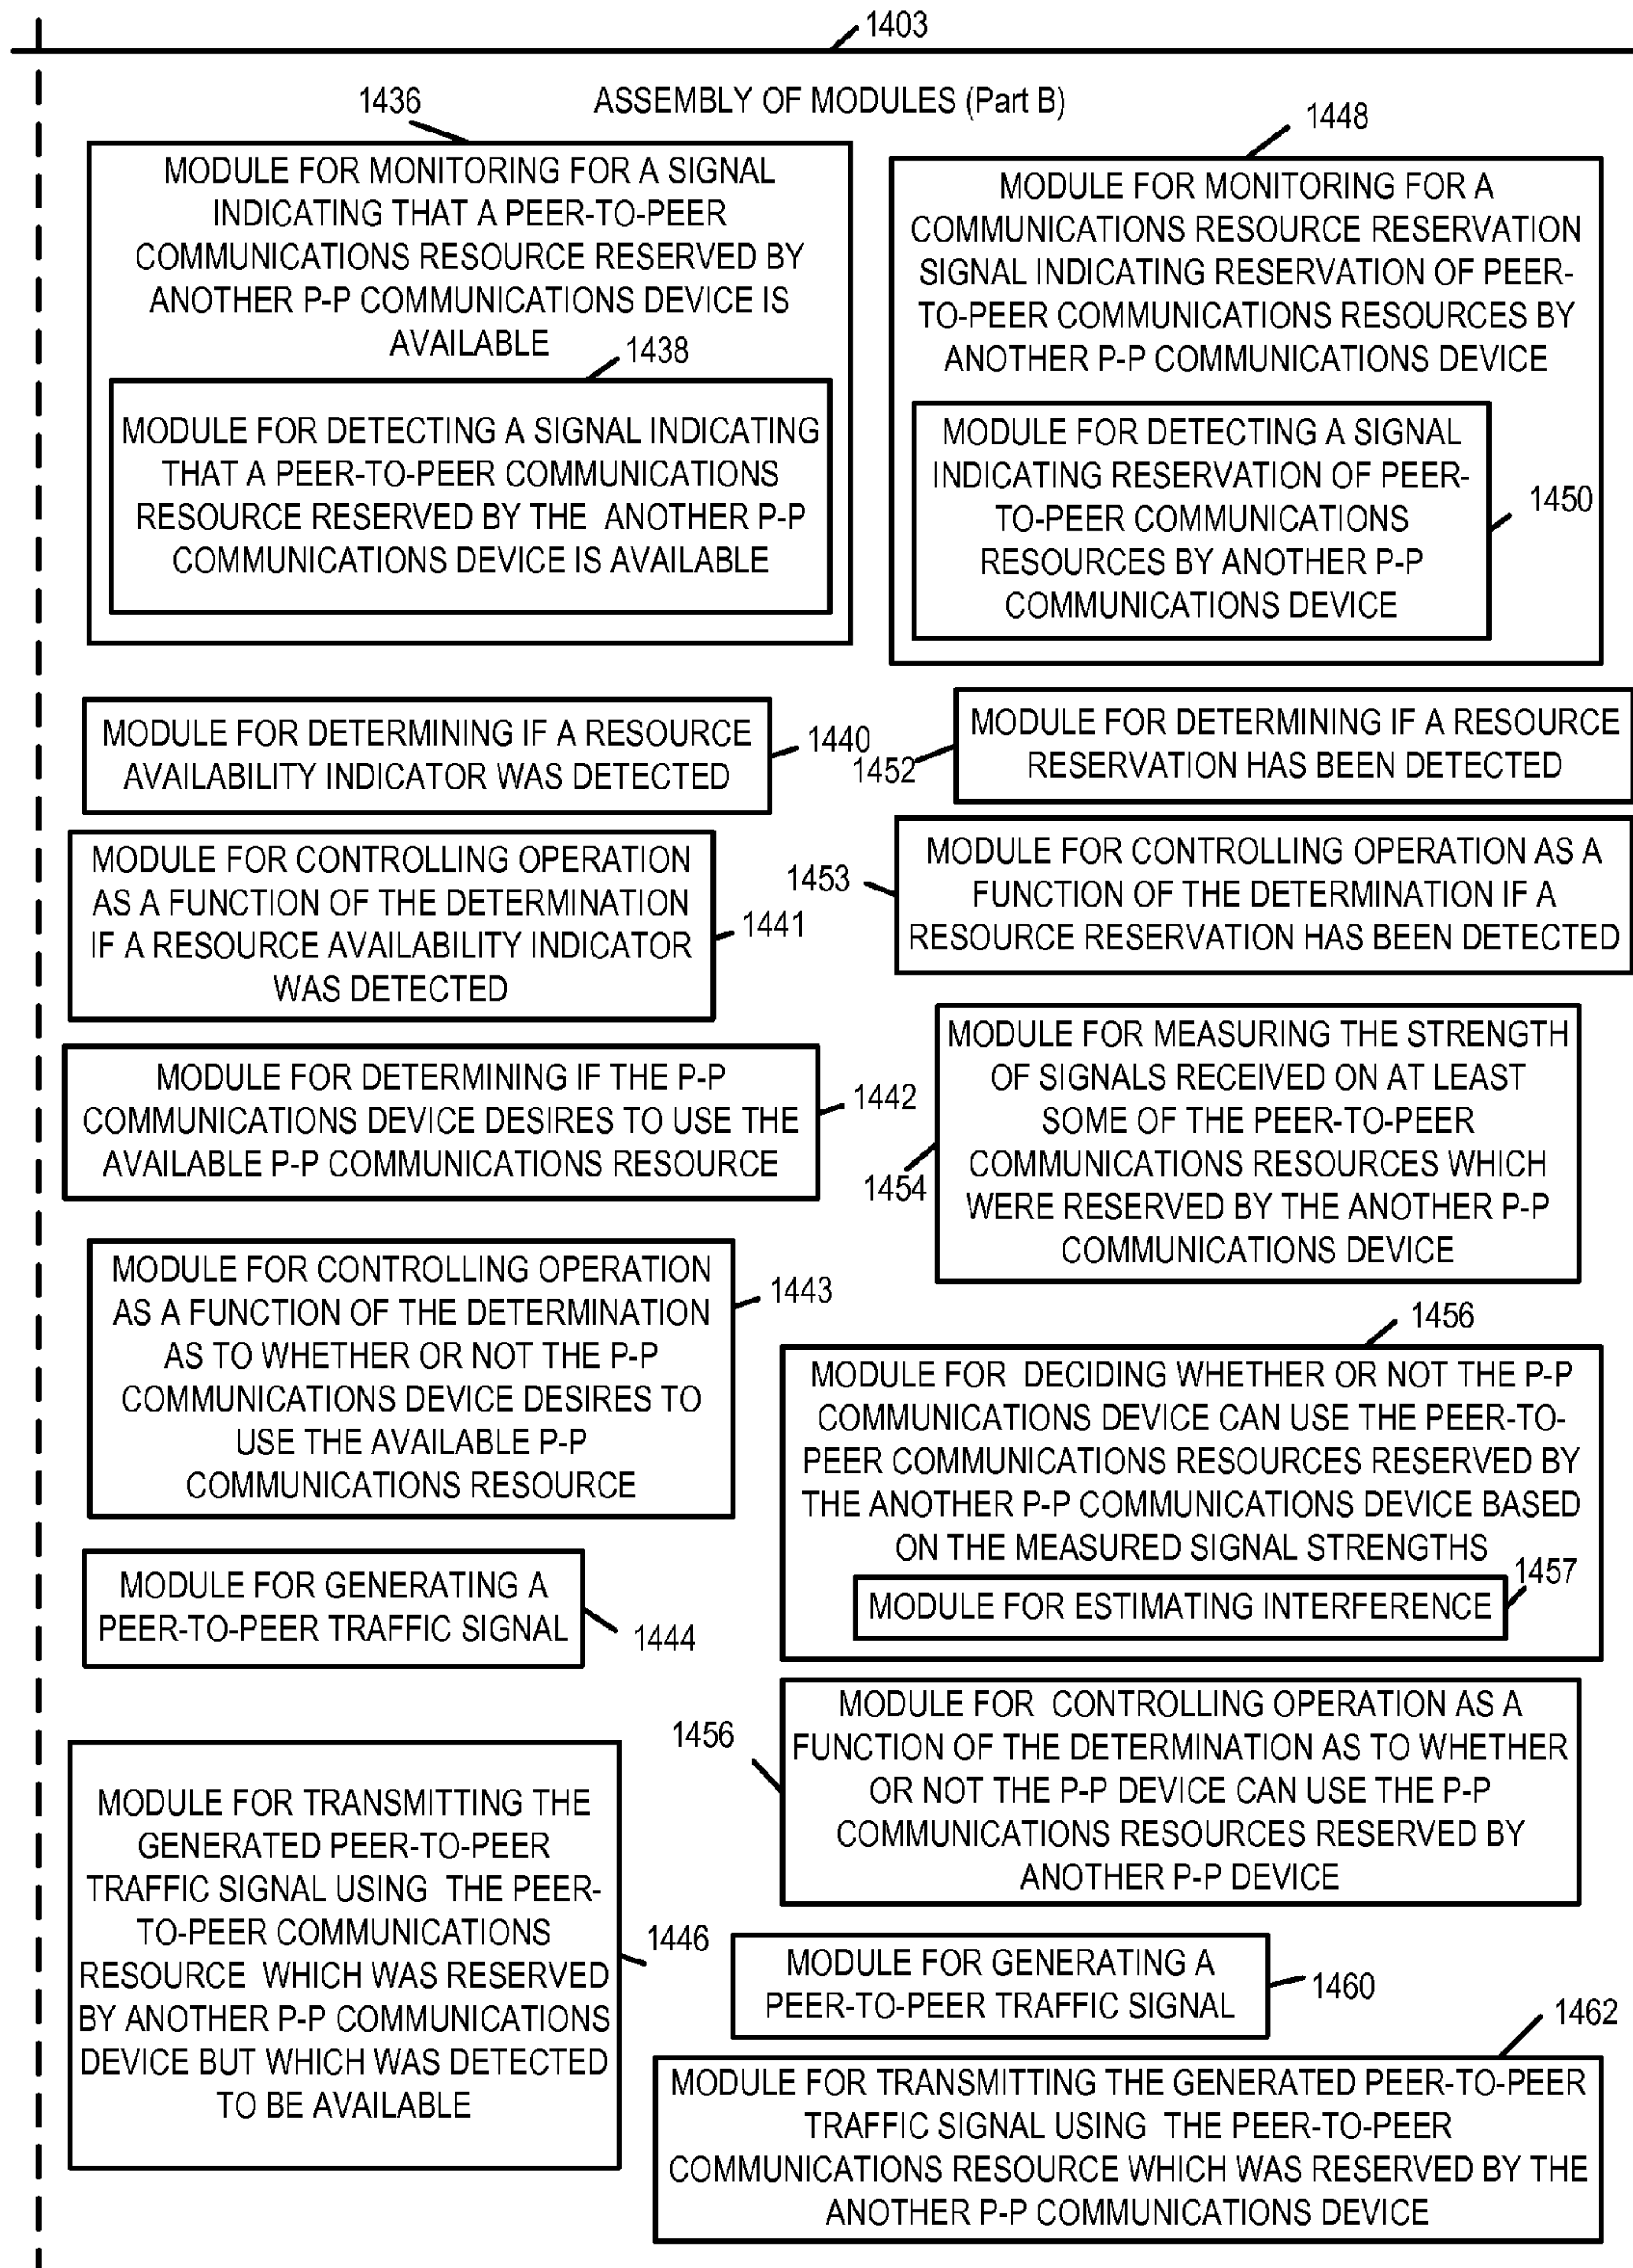 1403
ASSEMBLY OF MODULES (Part B)
1436
MODULE FOR MONITORING FOR A SIGNAL
INDICATING THAT A PEER-TO-PEER
COMMUNICATIONS RESOURCE RESERVED BY
ANOTHER P-P COMMUNICATIONS DEVICE IS
AVAILABLE
1438
MODULE FOR DETECTING A SIGNAL INDICATING
THAT A PEER-TO-PEER COMMUNICATIONS
RESOURCE RESERVED BY THE ANOTHER P-P
COMMUNICATIONS DEVICE IS AVAILABLE
MODULE FOR DETERMINING IF A RESOURCE
AVAILABILITY INDICATOR WAS DETECTED
1440
MODULE FOR CONTROLLING OPERATION
AS A FUNCTION OF THE DETERMINATION
IF A RESOURCE AVAILABILITY INDICATOR
WAS DETECTED
1441
MODULE FOR DETERMINING IF THE P-P
COMMUNICATIONS DEVICE DESIRES TO USE THE
AVAILABLE P-P COMMUNICATIONS RESOURCE
1442
MODULE FOR CONTROLLING OPERATION
AS A FUNCTION OF THE DETERMINATION
AS TO WHETHER OR NOT THE P-P
COMMUNICATIONS DEVICE DESIRES TO
USE THE AVAILABLE P-P
COMMUNICATIONS RESOURCE
1443
MODULE FOR GENERATING A
PEER-TO-PEER TRAFFIC SIGNAL
1444
MODULE FOR TRANSMITTING THE
GENERATED PEER-TO-PEER
TRAFFIC SIGNAL USING THE PEER-
TO-PEER COMMUNICATIONS
RESOURCE WHICH WAS RESERVED
BY ANOTHER P-P COMMUNICATIONS
DEVICE BUT WHICH WAS DETECTED
TO BE AVAILABLE
1446
1448
MODULE FOR MONITORING FOR A
COMMUNICATIONS RESOURCE RESERVATION
SIGNAL INDICATING RESERVATION OF PEER-
TO-PEER COMMUNICATIONS RESOURCES BY
ANOTHER P-P COMMUNICATIONS DEVICE
MODULE FOR DETECTING A SIGNAL
INDICATING RESERVATION OF PEER-
TO-PEER COMMUNICATIONS
RESOURCES BY ANOTHER P-P
COMMUNICATIONS DEVICE
1450
1452
MODULE FOR DETERMINING IF A RESOURCE
RESERVATION HAS BEEN DETECTED
1453
MODULE FOR CONTROLLING OPERATION AS A
FUNCTION OF THE DETERMINATION IF A
RESOURCE RESERVATION HAS BEEN DETECTED
MODULE FOR MEASURING THE STRENGTH
OF SIGNALS RECEIVED ON AT LEAST
SOME OF THE PEER-TO-PEER
COMMUNICATIONS RESOURCES WHICH
WERE RESERVED BY THE ANOTHER P-P
COMMUNICATIONS DEVICE
1454
1456
MODULE FOR DECIDING WHETHER OR NOT THE P-P
COMMUNICATIONS DEVICE CAN USE THE PEER-TO-
PEER COMMUNICATIONS RESOURCES RESERVED BY
THE ANOTHER P-P COMMUNICATIONS DEVICE BASED
ON THE MEASURED SIGNAL STRENGTHS
1457
MODULE FOR ESTIMATING INTERFERENCE
1456
MODULE FOR CONTROLLING OPERATION AS A
FUNCTION OF THE DETERMINATION AS TO WHETHER
OR NOT THE P-P DEVICE CAN USE THE P-P
COMMUNICATIONS RESOURCES RESERVED BY
ANOTHER P-P DEVICE
MODULE FOR GENERATING A
PEER-TO-PEER TRAFFIC SIGNAL
1460
1462
MODULE FOR TRANSMITTING THE GENERATED PEER-TO-PEER
TRAFFIC SIGNAL USING THE PEER-TO-PEER
COMMUNICATIONS RESOURCE WHICH WAS RESERVED BY THE
ANOTHER P-P COMMUNICATIONS DEVICE